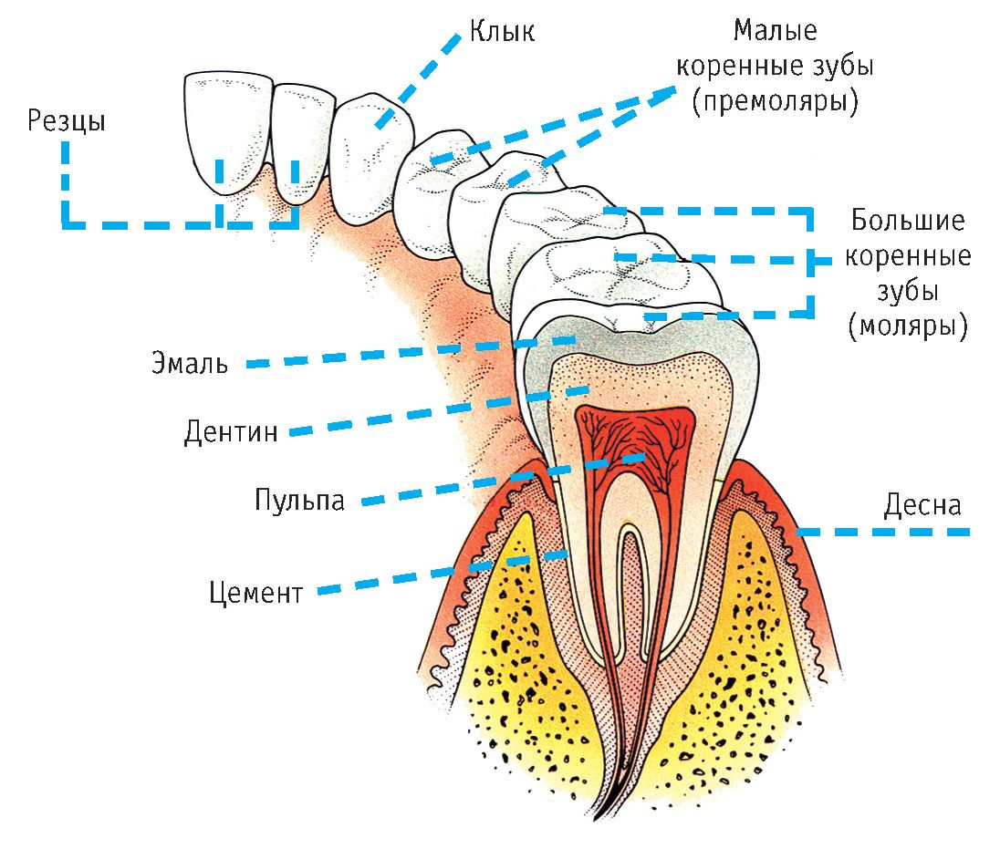 Клык
Малые
коренные зубы
(премоляры)
Резцы
Большие
коренные
зубы
(моляры)
Эмаль
Дентин
Пульпа
Десна
Цемент